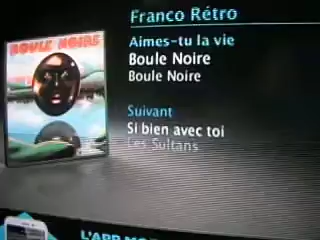 Franco Rétro
BOULE NOIRE
Aimes-tu la vie
Boule Noire
Boule Noire
Suivant
Si bien avec toi
Les Sultans
L'APP